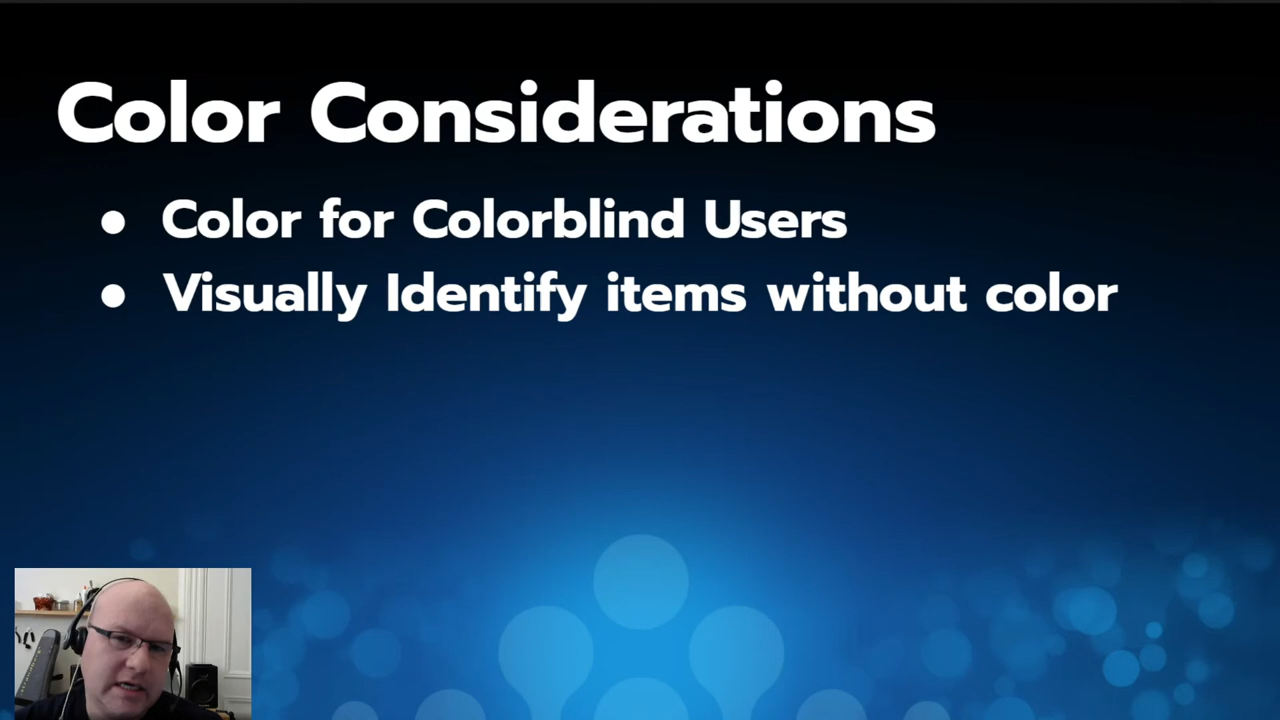 Color Considerations
● Color for Colorblind Users
● Visually Identify items without color